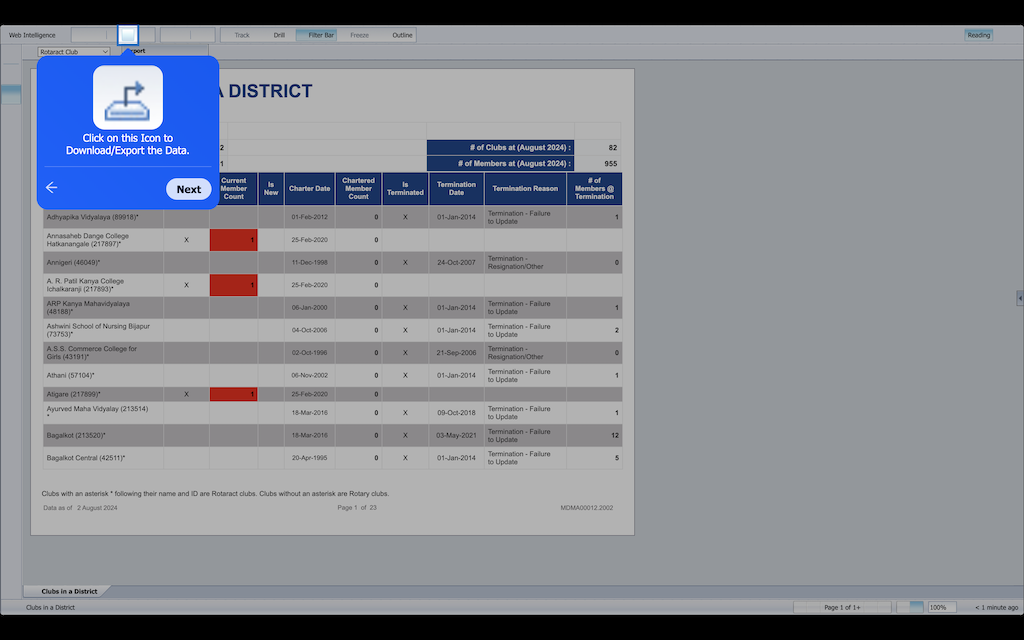 Web Intelligence
Track Drill Filter Bar Freeze Outline Reading
Rotaract Club
Click on this Icon to
Download/Export the Data.
Next
A DISTRICT
# of Clubs at (August 2024) : 82
# of Members at (August 2024) : 955
Current Member Count Is New Charter Date Chartered Member Count Is Terminated Termination Date Termination Reason # of Members @ Termination
Adhyapika Vidyalaya (89918)* 01-Feb-2012 0 X 01-Jan-2014 Termination - Failure to Update 1
Annasaheb Dange College Hatkanangale (217897)* X 1 25-Feb-2020 0
Annigeri (46049)* 11-Dec-1998 0 X 24-Oct-2007 Termination - Resignation/Other 0
A. R. Patil Kanya College Ichalkaranji (217893)* X 1 25-Feb-2020 0
ARP Kanya Mahavidyalaya (48188)* 06-Jan-2000 0 X 01-Jan-2014 Termination - Failure to Update 1
Ashwini School of Nursing Bijapur (73753)* 04-Oct-2006 0 X 01-Jan-2014 Termination - Failure to Update 2
A.S.S. Commerce College for Girls (43191)* 02-Oct-1996 0 X 21-Sep-2006 Termination - Resignation/Other 0
Athani (57104)* 06-Nov-2002 0 X 01-Jan-2014 Termination - Failure to Update 1
Atigare (217899)* X 1 25-Feb-2020 0
Ayurved Maha Vidyalay (213514) * 18-Mar-2016 0 X 09-Oct-2018 Termination - Failure to Update 1
Bagalkot (213520)* 18-Mar-2016 0 X 03-May-2021 Termination - Failure to Update 12
Bagalkot Central (42511)* 20-Apr-1995 0 X 01-Jan-2014 Termination - Failure to Update 5
Clubs with an asterisk * following their name and ID are Rotaract clubs. Clubs without an asterisk are Rotary clubs.
Data as of 2 August 2024 Page 1 of 23 MDMA00012.2002
Clubs in a District
Clubs in a District Page 1 of 1+ 100% < 1 minute ago